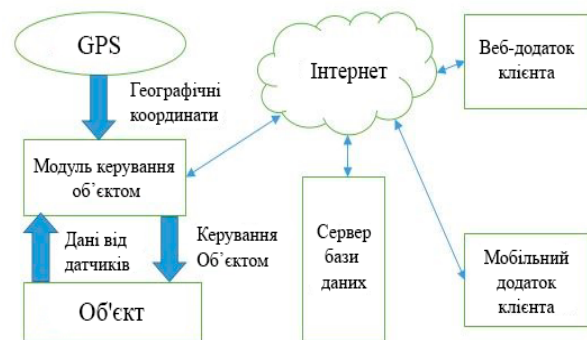 GPS
Географічні
координати
Модуль керування
об’єктом
Дані від
датчиків
Керування
Об’єктом
Об'єкт
Інтернет
Сервер
бази
даних
Веб-додаток
клієнта
Мобільний
додаток
клієнта